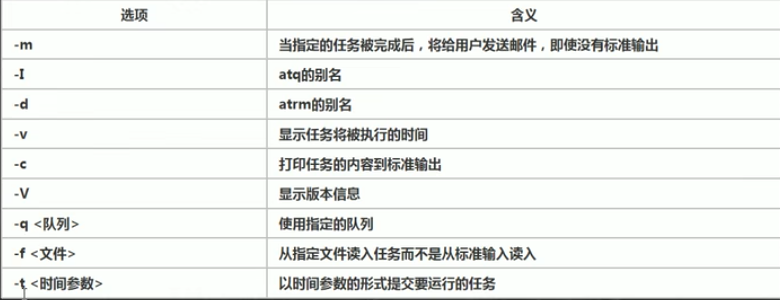 选项 含义
-m 当指定的任务被完成后，将给用户发送邮件，即使没有标准输出
-I atq的别名
-d atrm的别名
-v 显示任务将被执行的时间
-c 打印任务的内容到标准输出
-V 显示版本信息
-q <队列> 使用指定的队列
-f <文件> 从指定文件读入任务而不是从标准输入读入
-t <时间参数> 以时间参数的形式提交要运行的任务